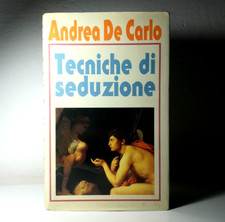 Andrea De Carlo
Tecniche di
seduzione